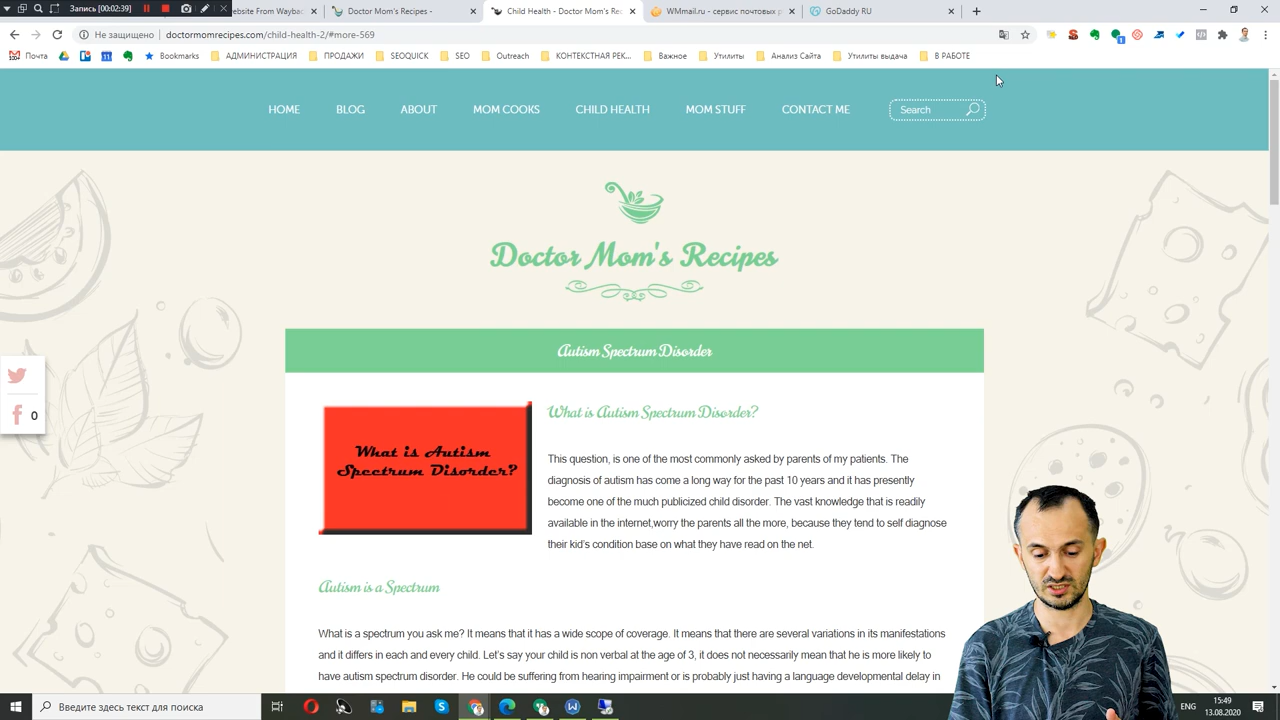 Запись [00:02:39]
ebsite From Wayba
Doctor Mom's Recipes -
Child Health - Doctor Mom's Rec
WMmail.ru - сервис почтовых р
GoDaddy RU
Не защищено
doctormomrecipes.com/child-health-2/#more-569
Почта
11
Bookmarks
АДМИНИСТРАЦИЯ
ПРОДАЖИ
SEOQUICK
SEO
Outreach
КОНТЕКСТНАЯ РЕК...
Важное
Утилиты
Анализ Сайта
Утилиты выдача
В РАБОТЕ
HOME
BLOG
ABOUT
MOM COOKS
CHILD HEALTH
MOM STUFF
CONTACT ME
Search
Doctor Mom's Recipes
Autism Spectrum Disorder
What is Autism
Spectrum Disorder?
What is Autism Spectrum Disorder?
This question, is one of the most commonly asked by parents of my patients. The
diagnosis of autism has come a long way for the past 10 years and it has presently
become one of the much publicized child disorder. The vast knowledge that is readily
available in the internet,worry the parents all the more, because they tend to self diagnose
their kid's condition base on what they have read on the net.
0
Autism is a Spectrum
What is a spectrum you ask me? It means that it has a wide scope of coverage. It means that there are several variations in its manifestations
and it differs in each and every child. Let's say your child is non verbal at the age of 3, it does not necessarily mean that he is more likely to
have autism spectrum disorder. He could be suffering from hearing impairment or is probably just having a language developmental delay in
Введите здесь текст для поиска
ENG
15:49
13.08.2020